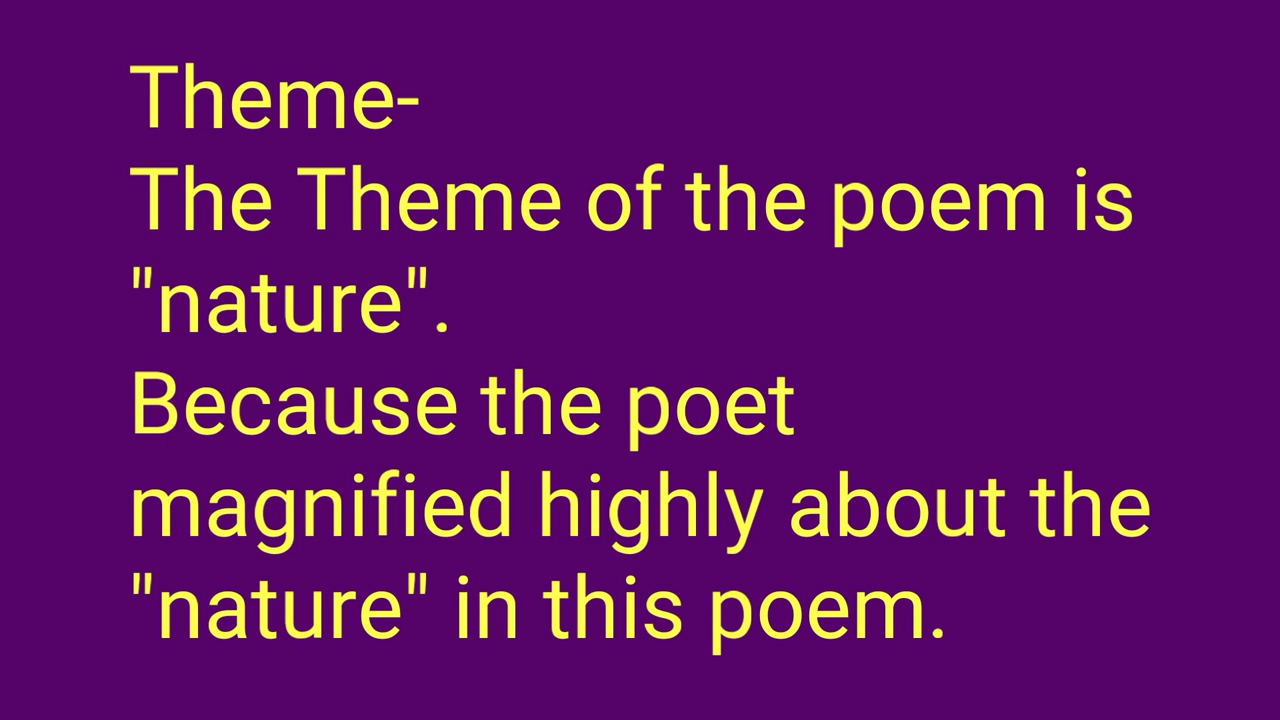 Theme-
The Theme of the poem is
"nature".
Because the poet
magnified highly about the
"nature" in this poem.